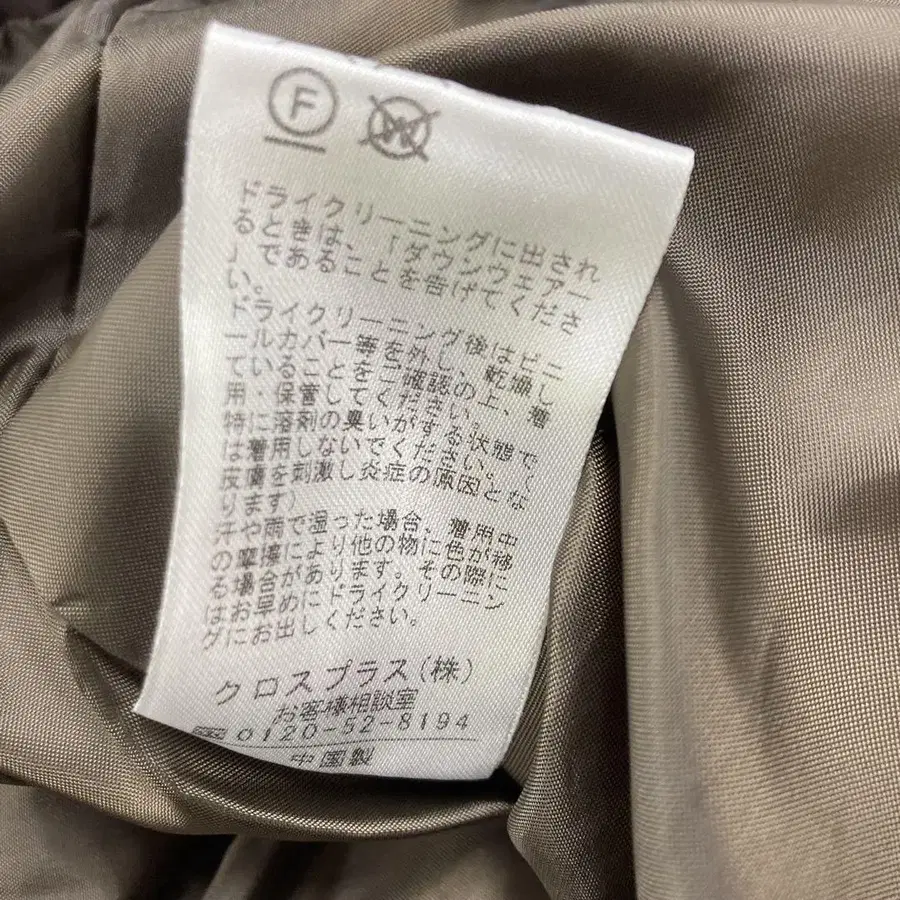 F W
ドライクリーニングに出され
るときは、「ダウンウェアー
」であることを告げてくださ
い。
ドライクリーニング後はビニ
ールカバー等を外し、乾燥し
ていることをご確認の上、着
用・保管してください。
特に溶剤の臭いがする状態で
は着用しないでください。(
皮膚を刺激し炎症の原因とな
ります)
汗や雨で湿った場合、着用中
の摩擦により他の物に色が移
る場合があります。その際に
はお早めにドライクリーニン
グにお出しください。
クロスプラス(株)
お客様相談室
0120-52-8194
中国製